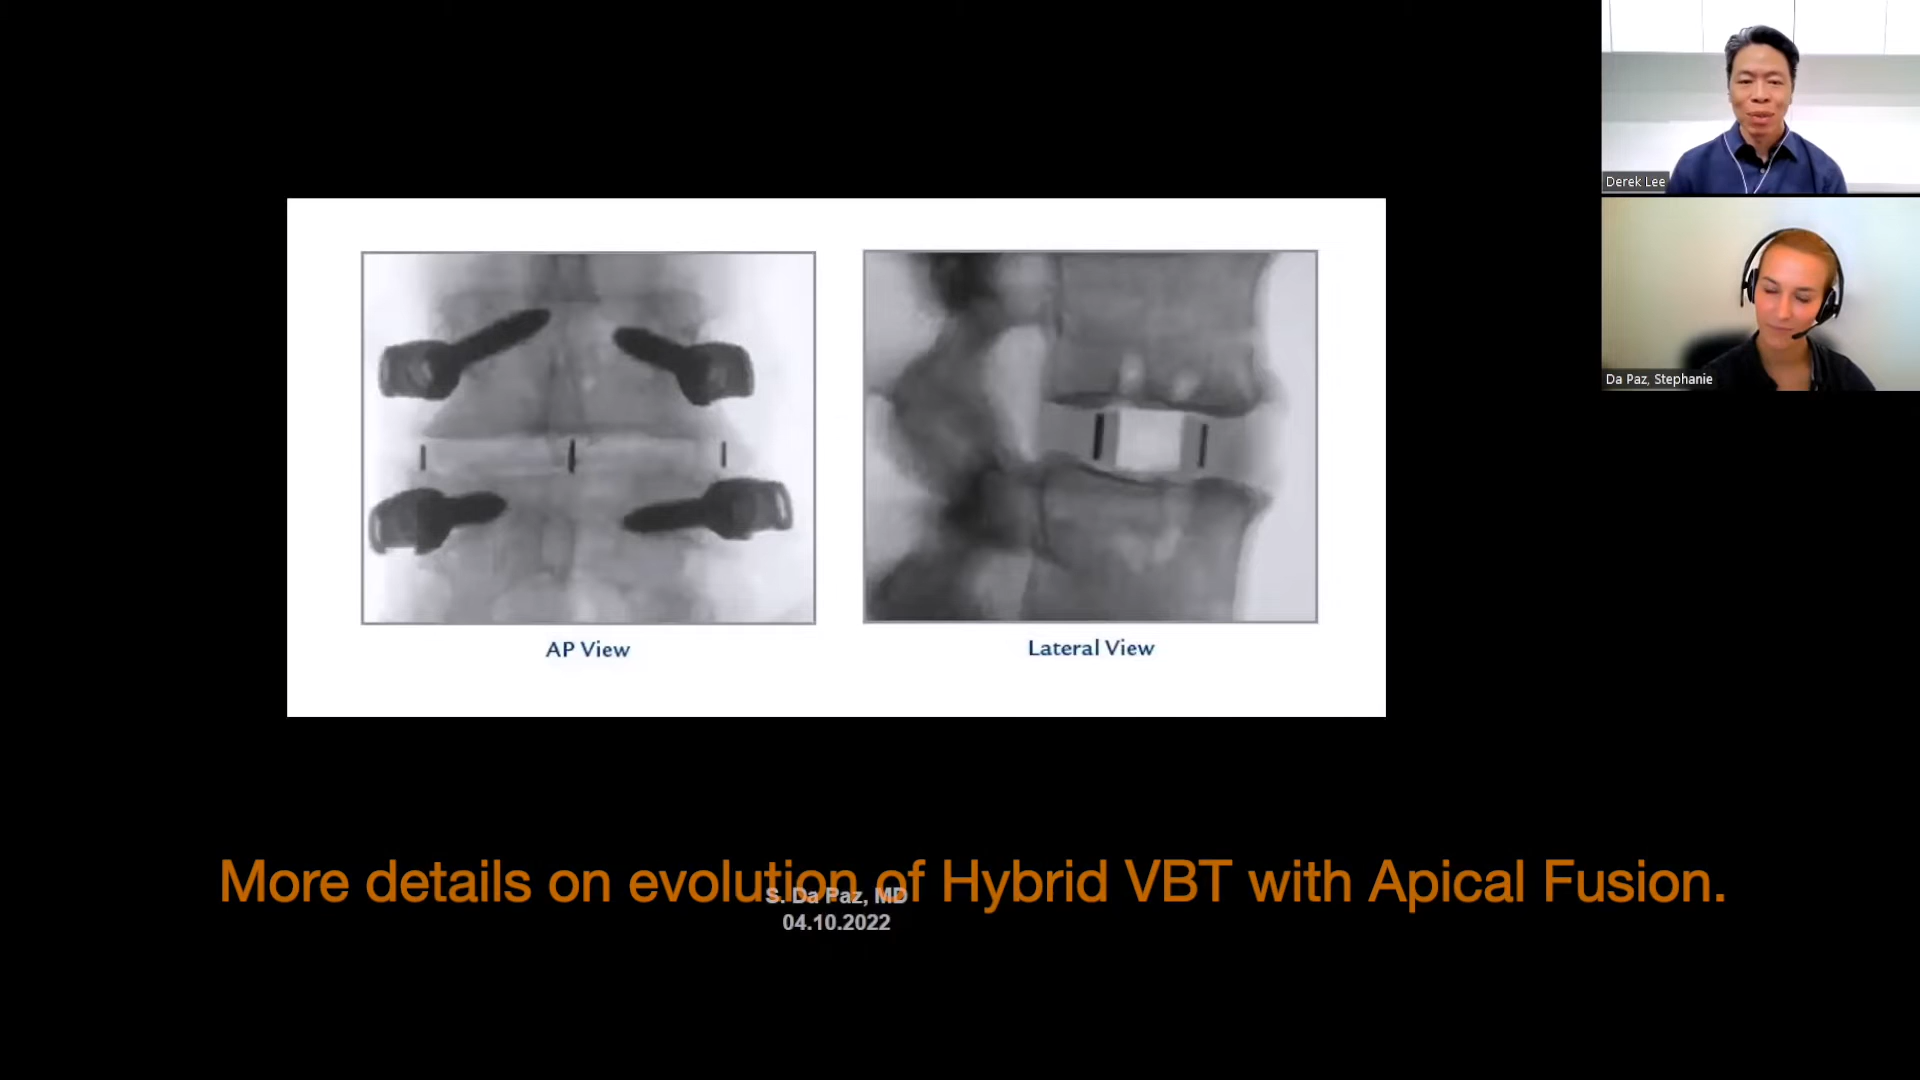 Derek Lee
Da Paz, Stephanie
AP View
Lateral View
More details on evolution of Hybrid VBT with Apical Fusion.
S. Da Paz, MD
04.10.2022